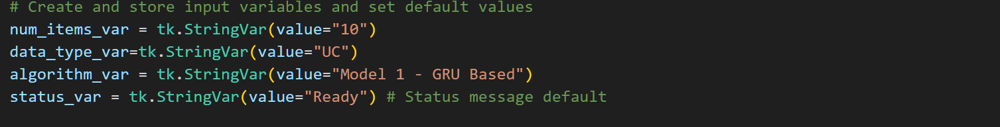 # Create and store input variables and set default values
num_items_var = tk.StringVar(value="10")
data_type_var=tk.StringVar(value="UC")
algorithm_var = tk.StringVar(value="Model 1 - GRU Based")
status_var = tk.StringVar(value="Ready") # Status message default